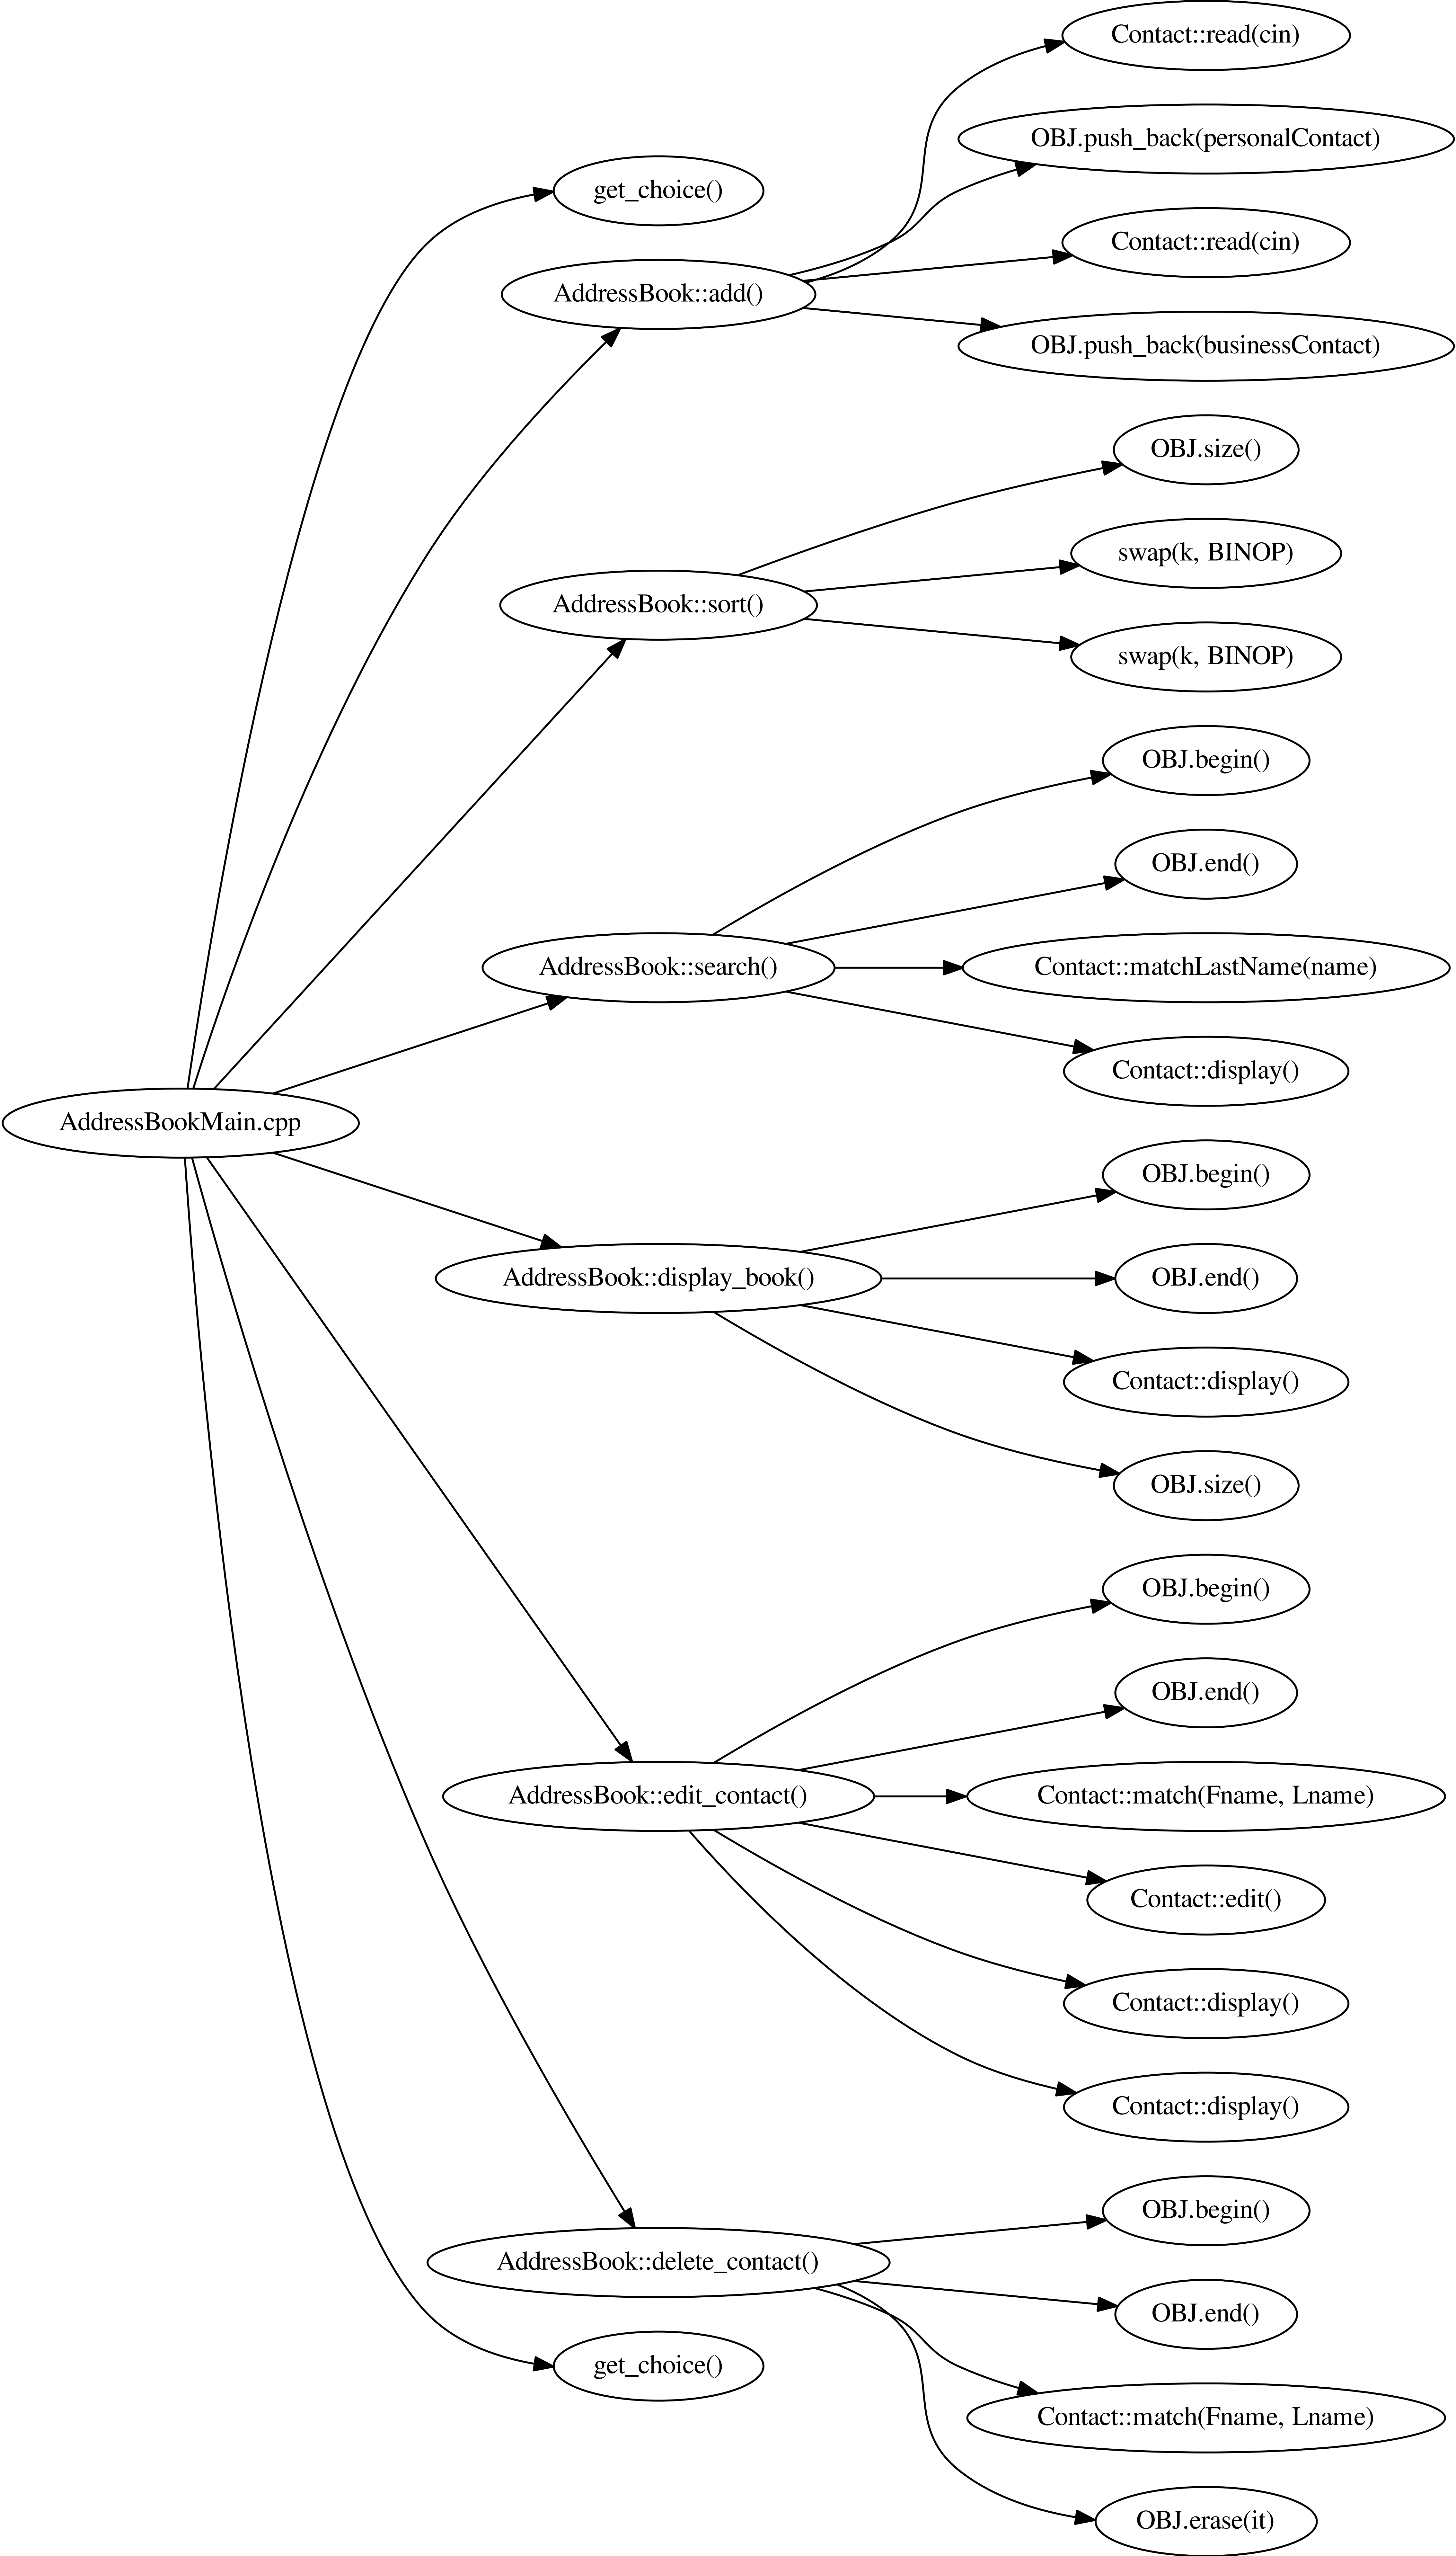 Contact::read(cin)
OBJ.push_back(personalContact)
get_choice()
Contact::read(cin)
AddressBook::add()
OBJ.push_back(businessContact)
OBJ.size()
swap(k, BINOP)
AddressBook::sort()
swap(k, BINOP)
OBJ.begin()
OBJ.end()
AddressBook::search()
Contact::matchLastName(name)
Contact::display()
AddressBookMain.cpp
OBJ.begin()
AddressBook::display_book()
OBJ.end()
Contact::display()
OBJ.size()
OBJ.begin()
OBJ.end()
AddressBook::edit_contact()
Contact::match(Fname, Lname)
Contact::edit()
Contact::display()
Contact::display()
OBJ.begin()
AddressBook::delete_contact()
OBJ.end()
get_choice()
Contact::match(Fname, Lname)
OBJ.erase(it)